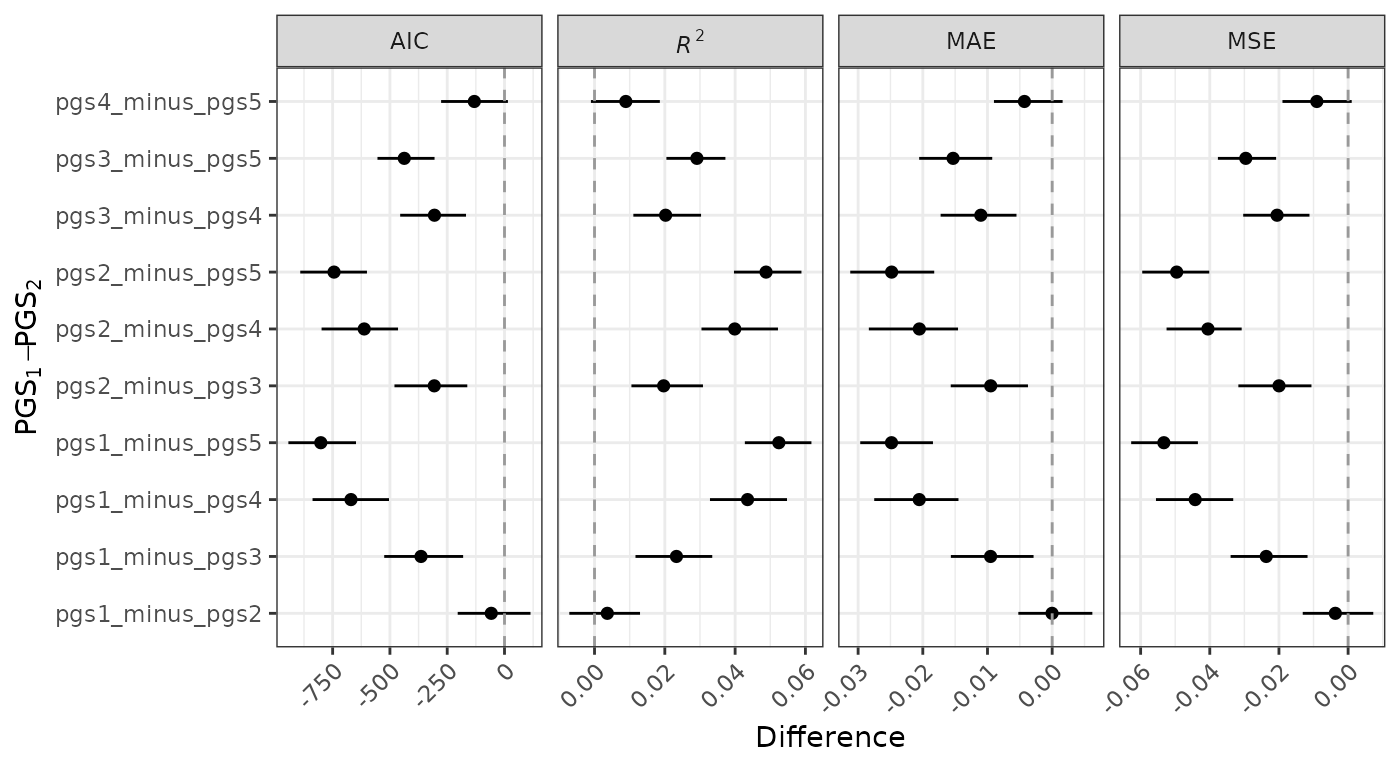 AIC
R²
MAE
MSE
PGS₁−PGS₂
pgs4_minus_pgs5
pgs3_minus_pgs5
pgs3_minus_pgs4
pgs2_minus_pgs5
pgs2_minus_pgs4
pgs2_minus_pgs3
pgs1_minus_pgs5
pgs1_minus_pgs4
pgs1_minus_pgs3
pgs1_minus_pgs2
-750 -500 -250 0
0.00 0.02 0.04 0.06
-0.03 -0.02 -0.01 0.00
-0.06 -0.04 -0.02 0.00
Difference